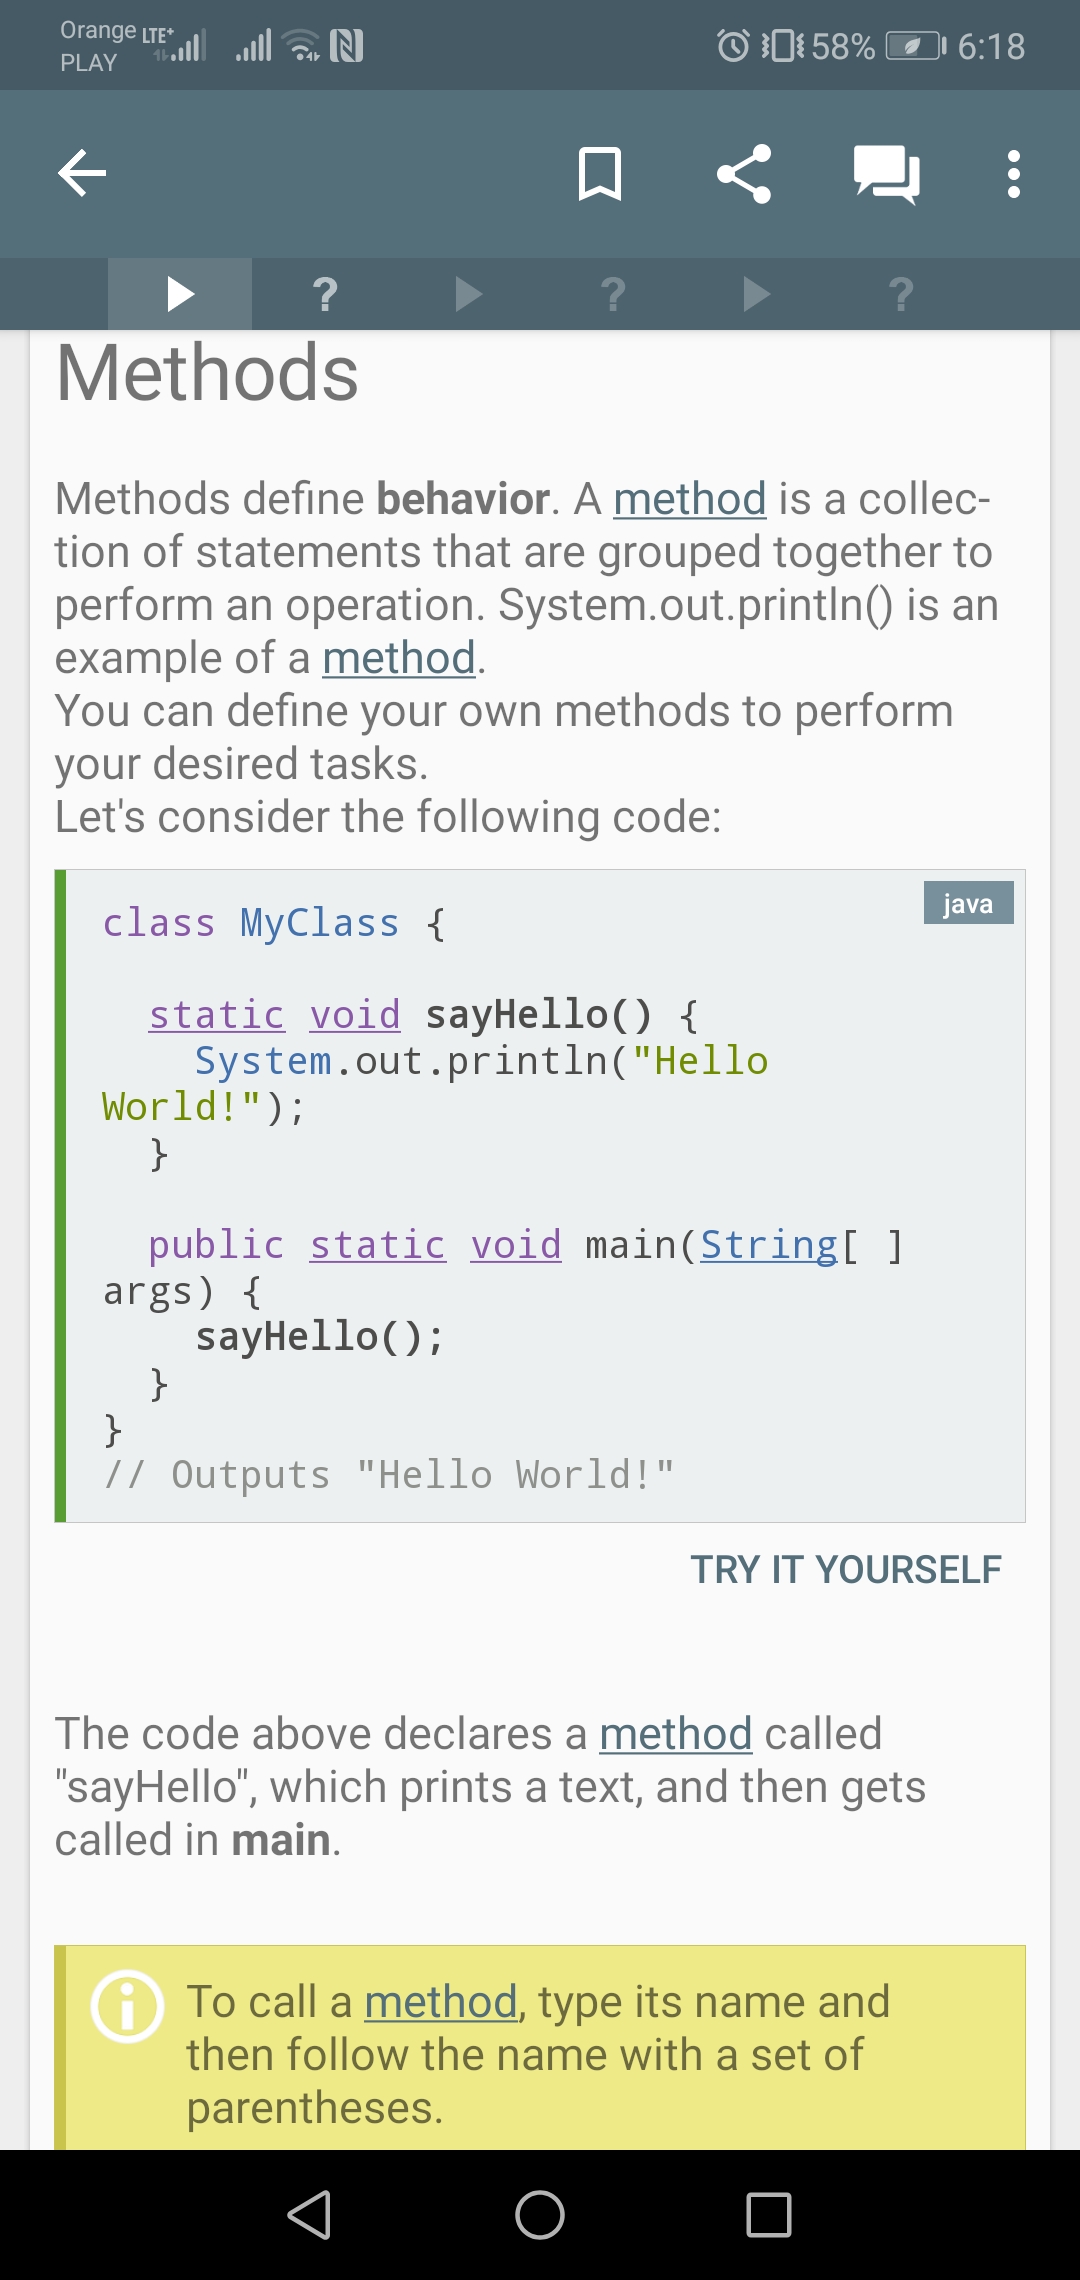 Orange LTE+ 58% 6:18
PLAY
? ? ?
Methods
Methods define behavior. A method is a collec-
tion of statements that are grouped together to
perform an operation. System.out.println() is an
example of a method.
You can define your own methods to perform
your desired tasks.
Let's consider the following code:
java
class MyClass {
static void sayHello() {
System.out.println("Hello
World!");
}
public static void main(String[ ]
args) {
sayHello();
}
}
// Outputs "Hello World!"
TRY IT YOURSELF
The code above declares a method called
"sayHello", which prints a text, and then gets
called in main.
To call a method, type its name and
then follow the name with a set of
parentheses.